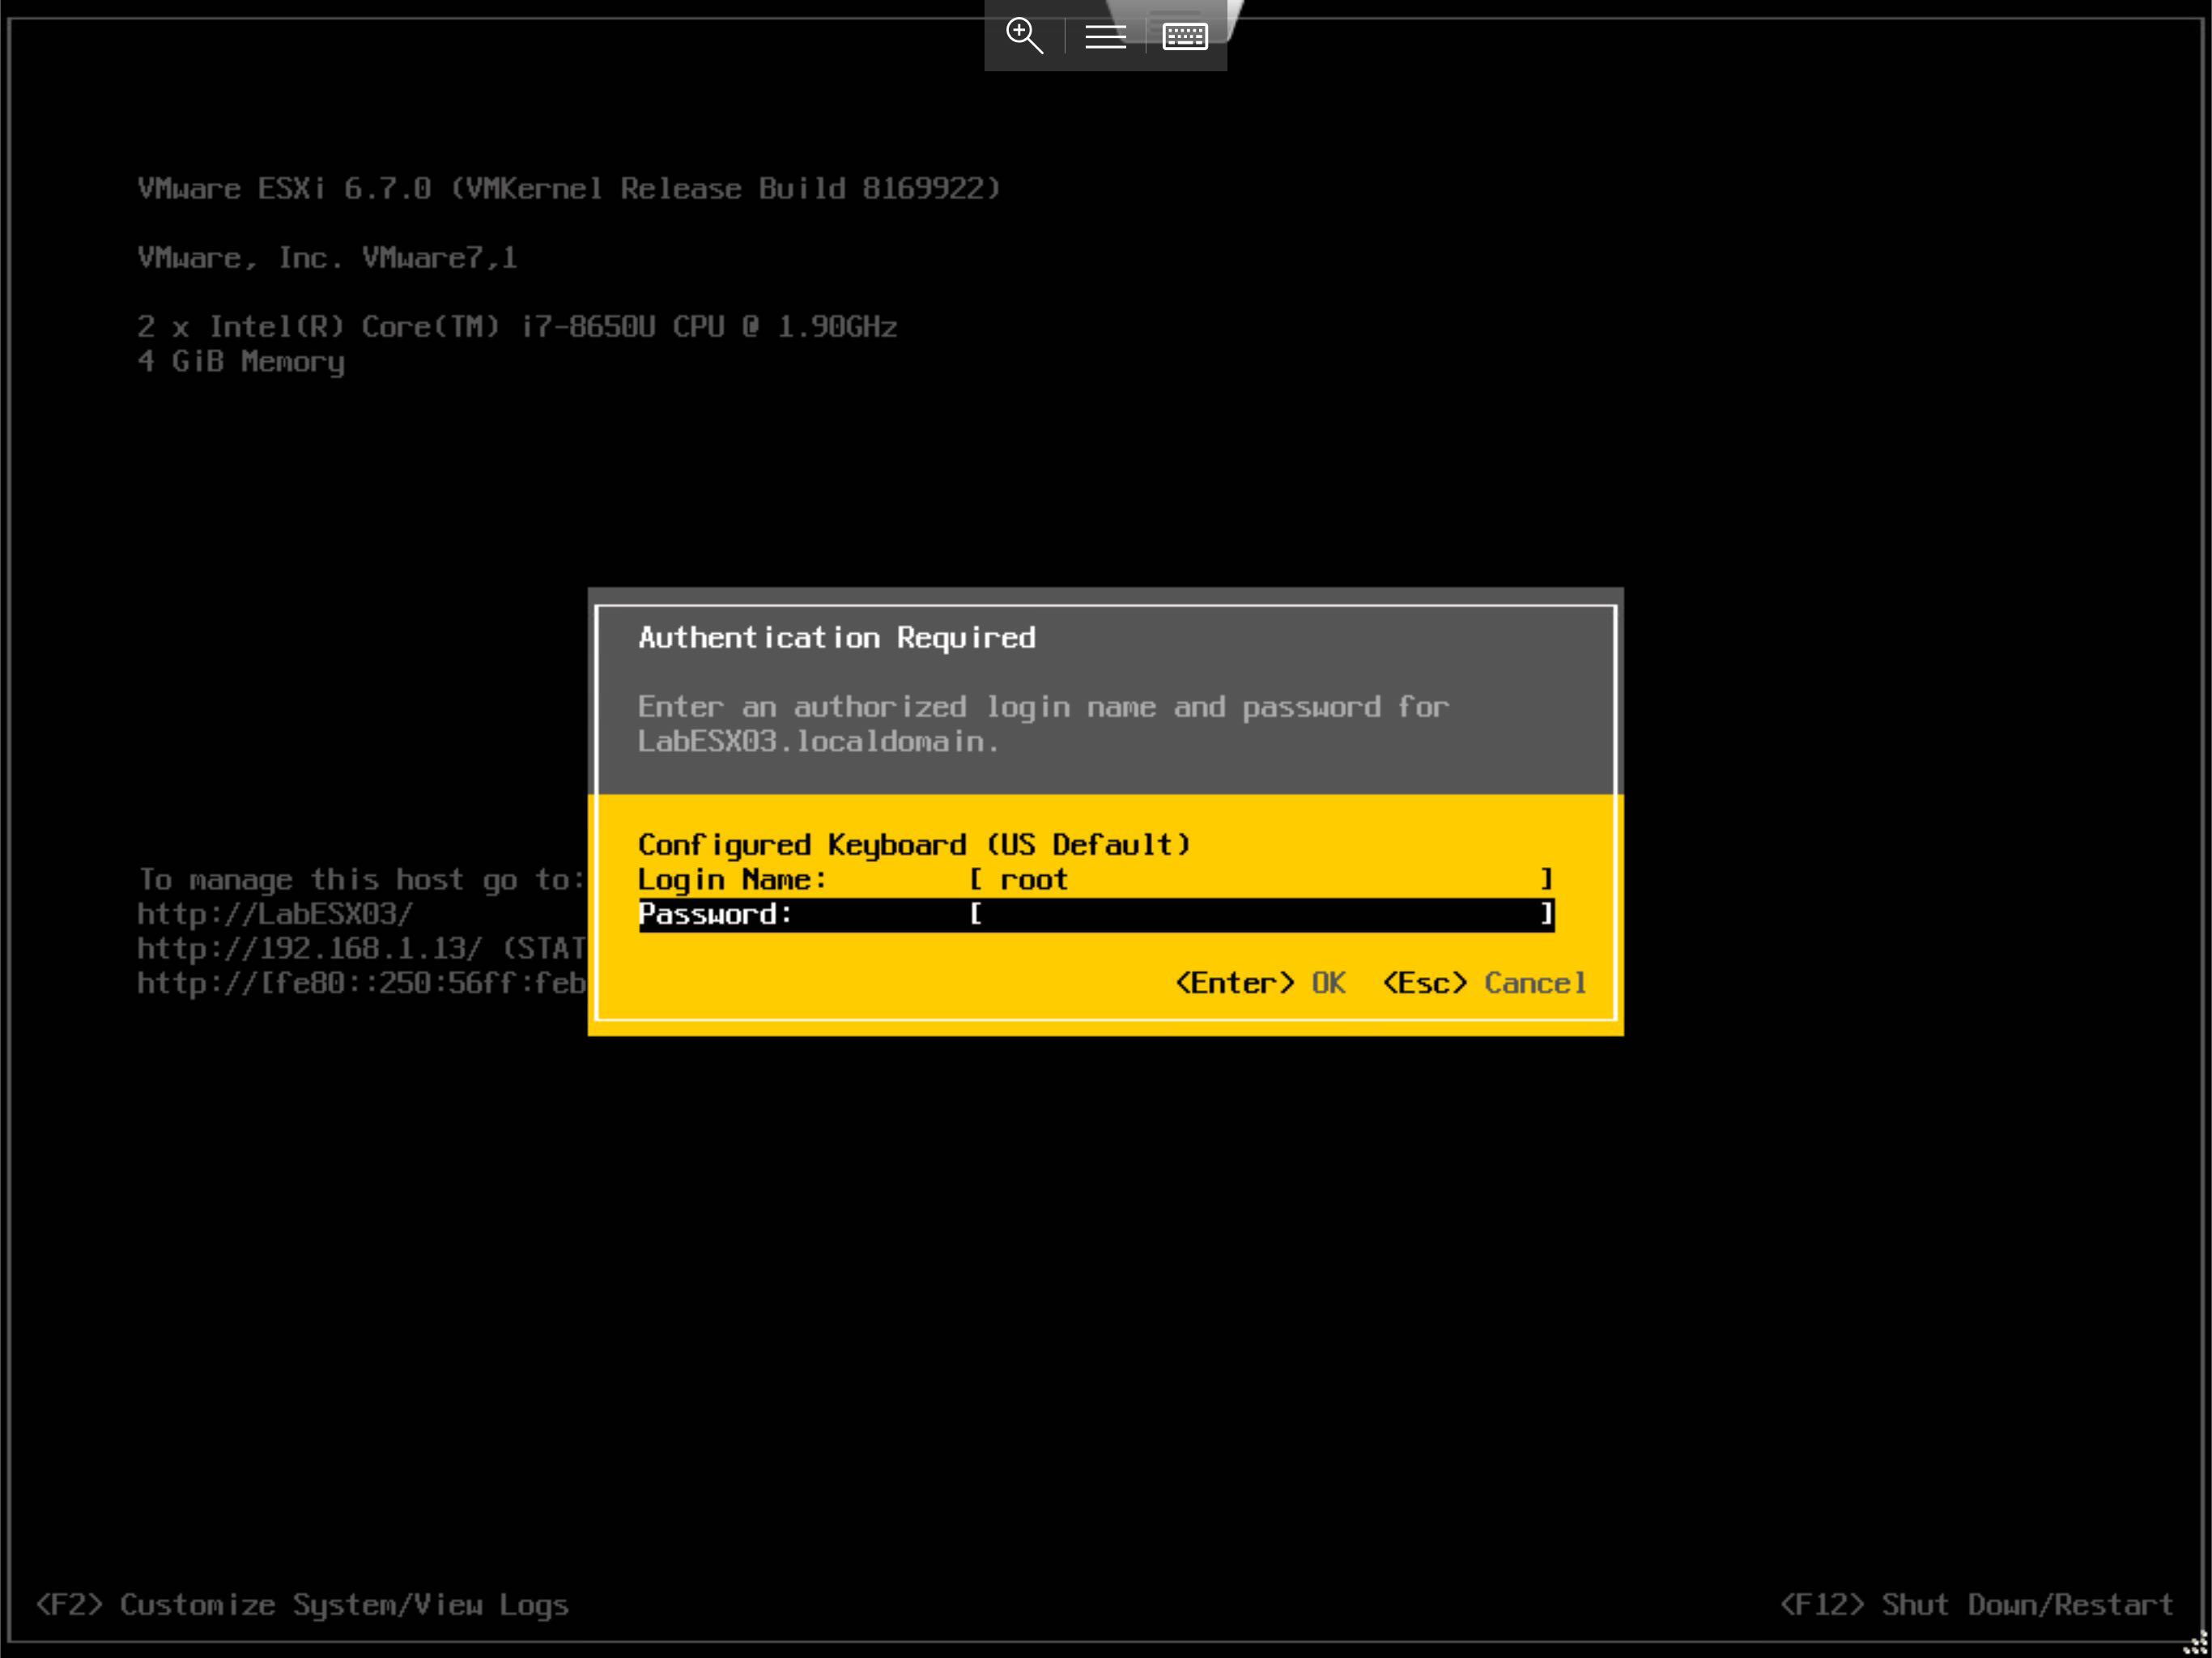 VMware ESXi 6.7.0 (VMKernel Release Build 8169922)
VMware, Inc. VMware7,1
2 x Intel(R) Core(TM) i7-8650U CPU @ 1.90GHz
4 GiB Memory
Authentication Required
Enter an authorized login name and password for
LabESX03.localdomain.
Configured Keyboard (US Default)
Login Name: [ root ]
Password: [ ]
<Enter> OK <Esc> Cancel
To manage this host go to:
http://LabESX03/
http://192.168.1.13/ (STAT
http://[fe80::250:56ff:feb
<F2> Customize System/View Logs
<F12> Shut Down/Restart